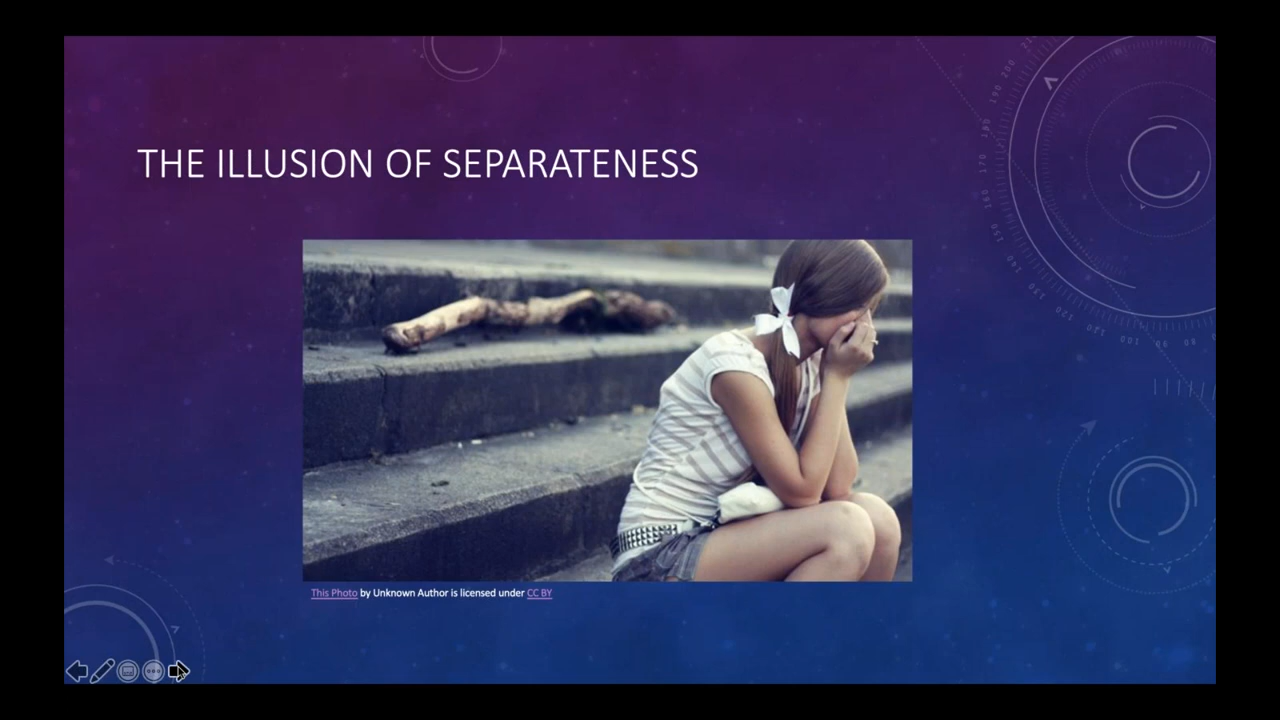 THE ILLUSION OF SEPARATENESS
This Photo by Unknown Author is licensed under CC BY